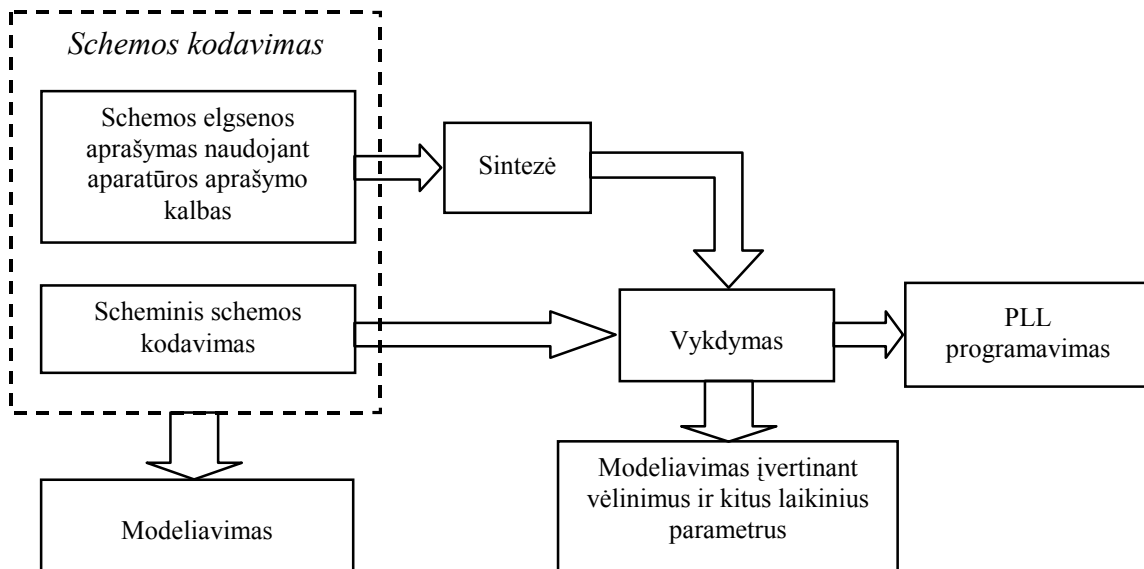 Schemos kodavimas
Schemos elgsenos
aprašymas naudojant
aparatūros aprašymo
kalbas
Sintezė
Scheminis schemos
kodavimas
Vykdymas
PLL
programavimas
Modeliavimas
Modeliavimas įvertinant
vėlinimus ir kitus laikinius
parametrus